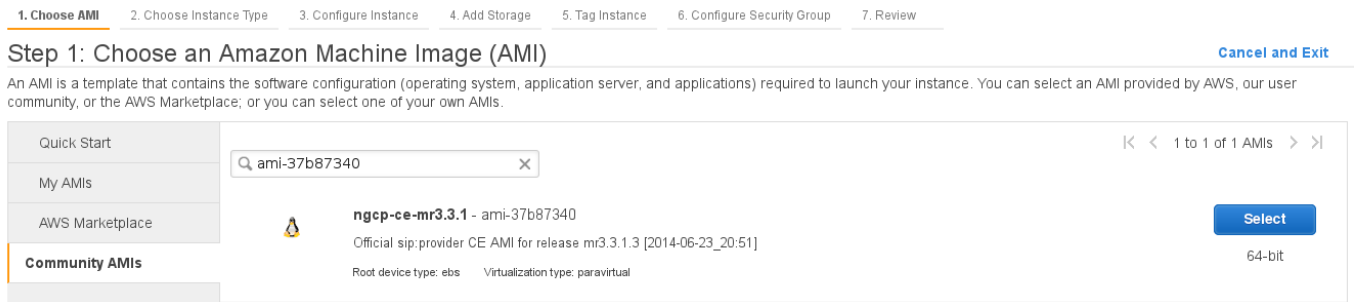 1. Choose AMI 2. Choose Instance Type 3. Configure Instance 4. Add Storage 5. Tag Instance 6. Configure Security Group 7. Review
Step 1: Choose an Amazon Machine Image (AMI)
Cancel and Exit
An AMI is a template that contains the software configuration (operating system, application server, and applications) required to launch your instance. You can select an AMI provided by AWS, our user
community, or the AWS Marketplace; or you can select one of your own AMIs.
Quick Start
My AMIs
AWS Marketplace
Community AMIs
ami-37b87340
1 to 1 of 1 AMIs
ngcp-ce-mr3.3.1 - ami-37b87340
Official sip:provider CE AMI for release mr3.3.1.3 [2014-06-23_20:51]
Root device type: ebs Virtualization type: paravirtual
Select
64-bit